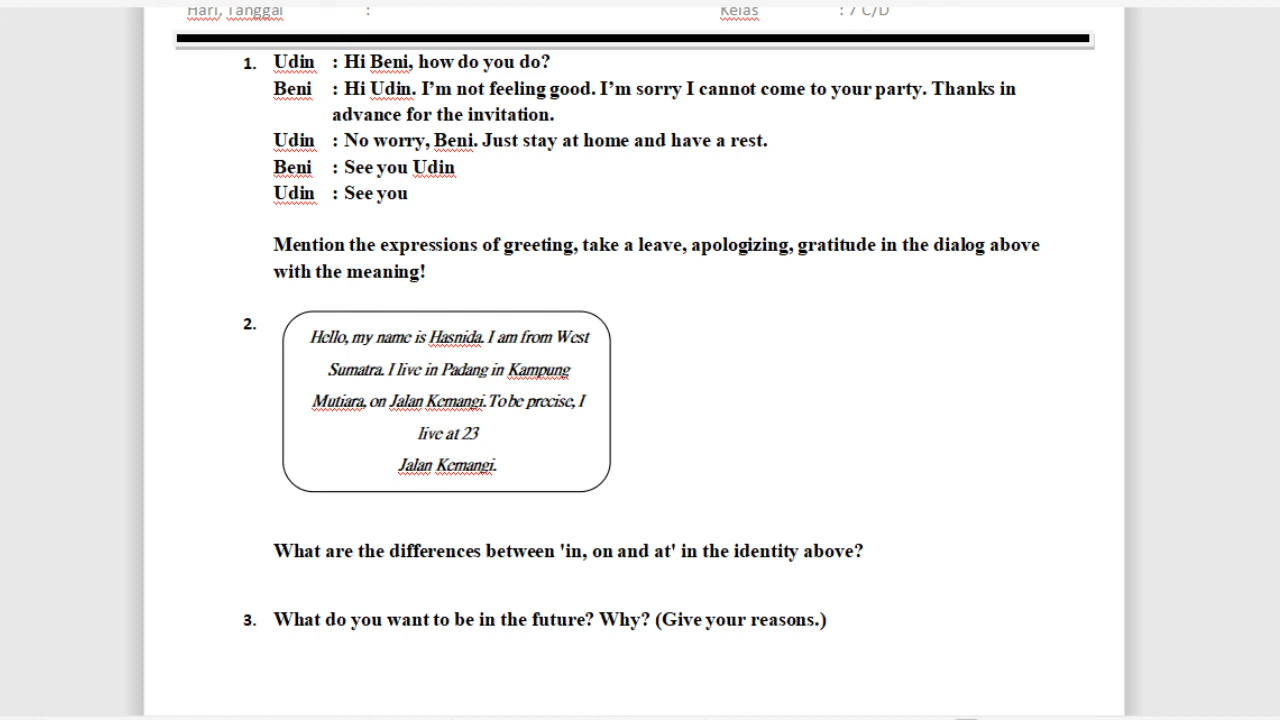 Hari, Tanggal : Kelas : 7 C/D
1. Udin : Hi Beni, how do you do?
Beni : Hi Udin. I'm not feeling good. I'm sorry I cannot come to your party. Thanks in
advance for the invitation.
Udin : No worry, Beni. Just stay at home and have a rest.
Beni : See you Udin
Udin : See you
Mention the expressions of greeting, take a leave, apologizing, gratitude in the dialog above
with the meaning!
2.
Hello, my name is Hasnida. I am from West
Sumatra. I live in Padang in Kampung
Mutiara, on Jalan Kemangi. To be precise, I
live at 23
Jalan Kemangi.
What are the differences between 'in, on and at' in the identity above?
3. What do you want to be in the future? Why? (Give your reasons.)